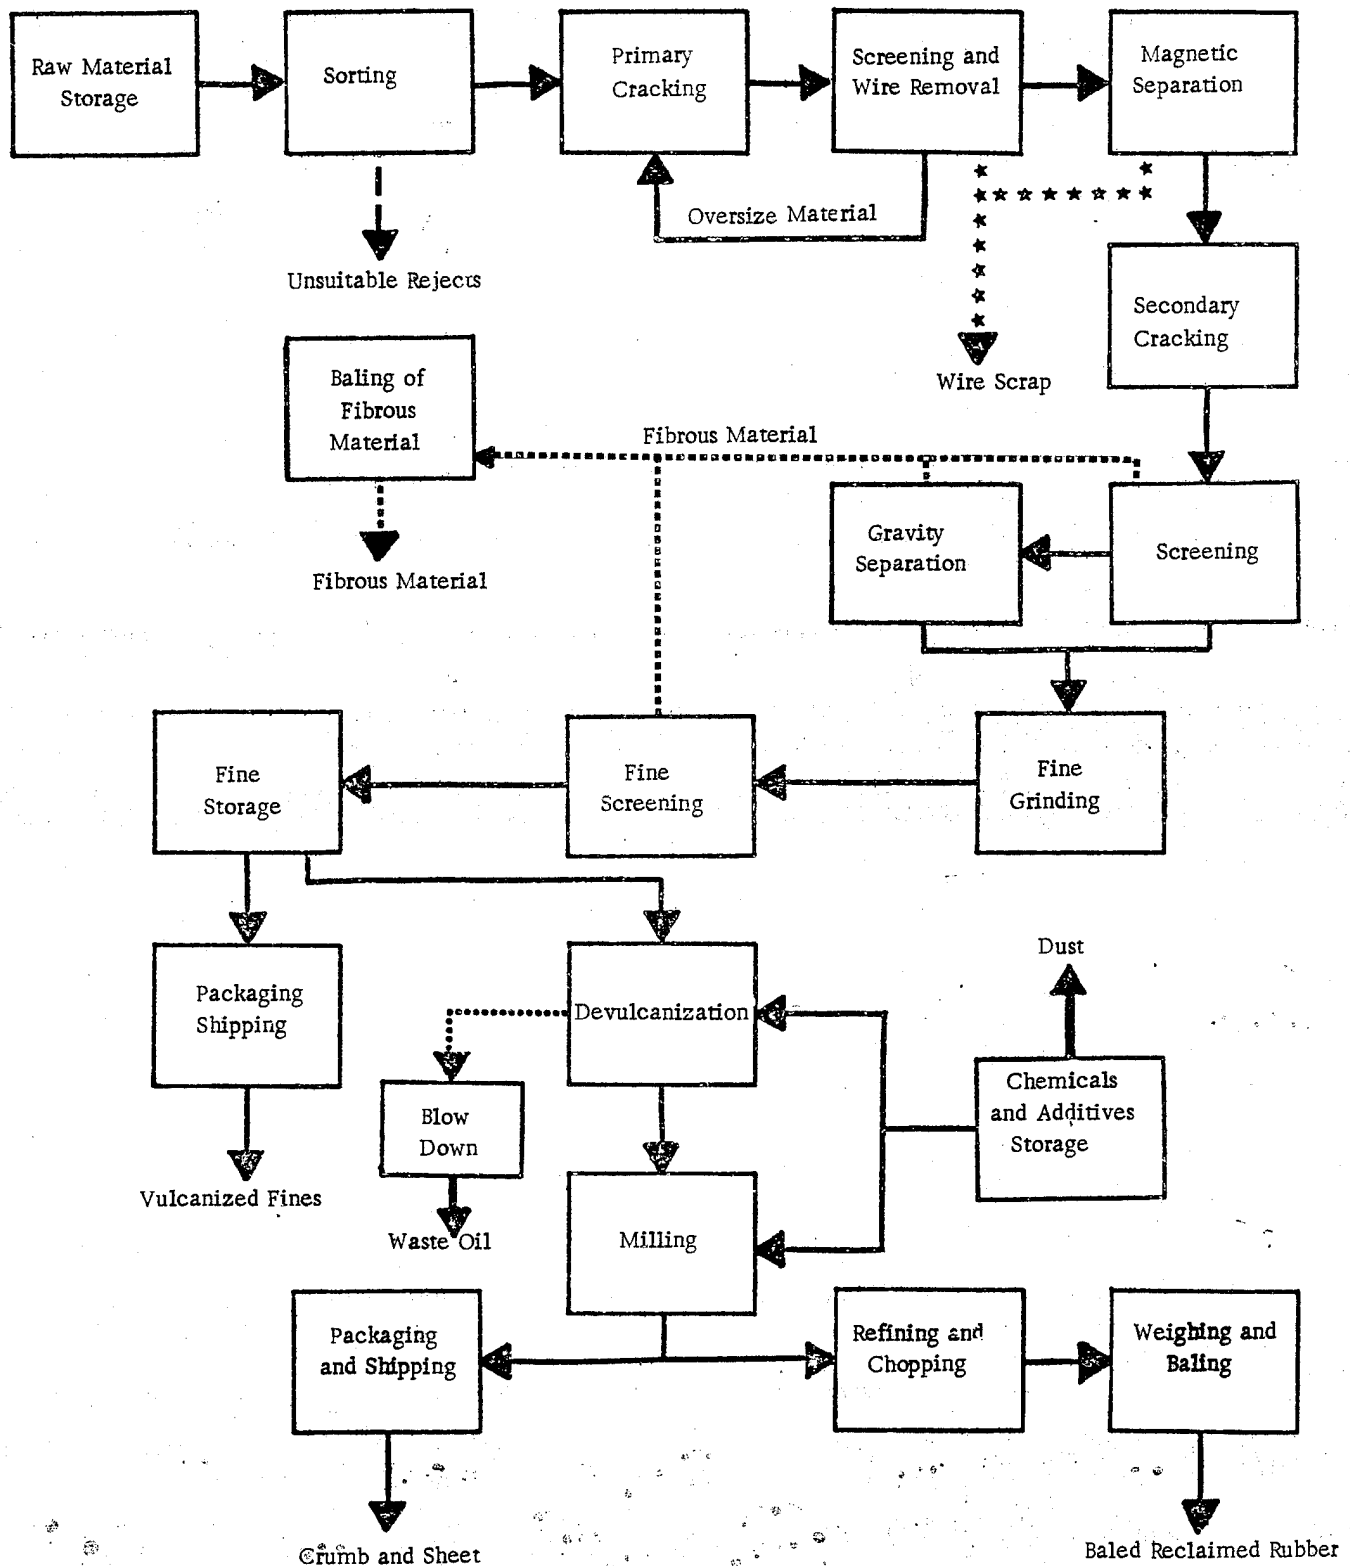 Raw Material
Storage
Sorting
Primary
Cracking
Screening and
Wire Removal
Magnetic
Separation
Oversize Material
Unsuitable Rejects
Secondary
Cracking
Wire Scrap
Baling of
Fibrous
Material
Fibrous Material
Gravity
Separation
Screening
Fibrous Material
Fine
Storage
Fine
Screening
Fine
Grinding
Dust
Packaging
Shipping
Devulcanization
Chemicals
and Additives
Storage
Blow
Down
Vulcanized Fines
Waste Oil
Milling
Packaging
and Shipping
Refining and
Chopping
Weighing and
Baling
Crumb and Sheet
Baled Reclaimed Rubber